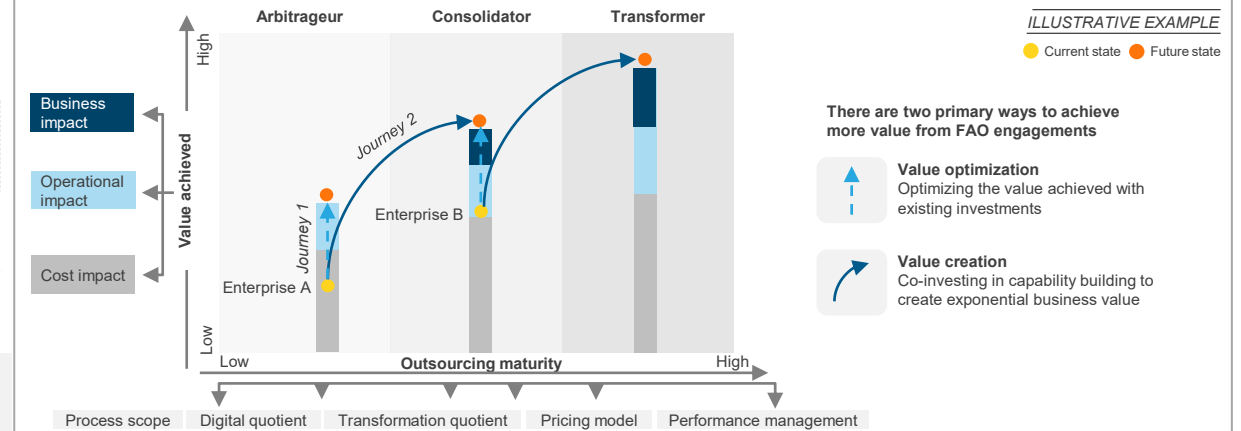 Arbitrageur
Consolidator
Transformer
ILLUSTRATIVE EXAMPLE
Current state
Future state
High
Business
impact
Operational
impact
Cost impact
Value achieved
Journey 1
Journey 2
Enterprise A
Enterprise B
Low
Low
Outsourcing maturity
High
Process scope
Digital quotient
Transformation quotient
Pricing model
Performance management
There are two primary ways to achieve
more value from FAO engagements
Value optimization
Optimizing the value achieved with
existing investments
Value creation
Co-investing in capability building to
create exponential business value